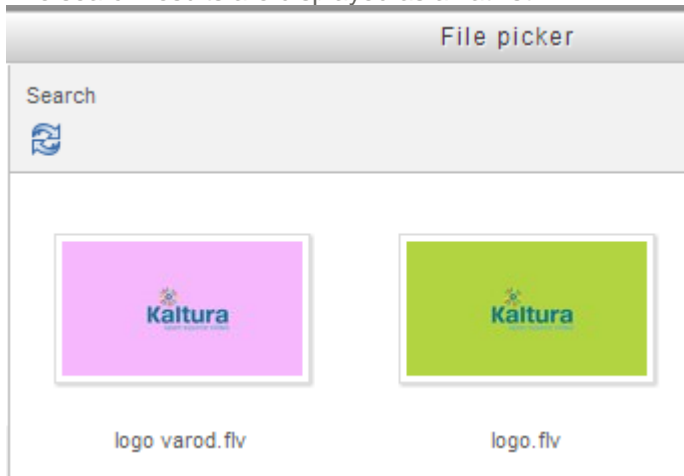 File picker
Search
Kaltura
Kaltura
logo varod.flv
logo.flv